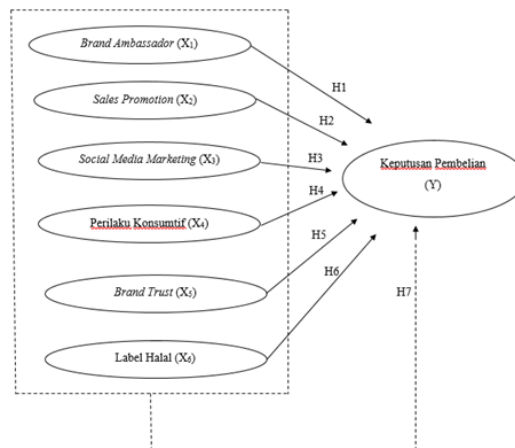 Brand Ambassador (X₁)
H1
Sales Promotion (X₂)
H2
Social Media Marketing (X₃)
H3
Keputusan Pembelian
(Y)
H4
Perilaku Konsumtif (X₄)
H5
H6
Brand Trust (X₅)
H7
Label Halal (X₆)